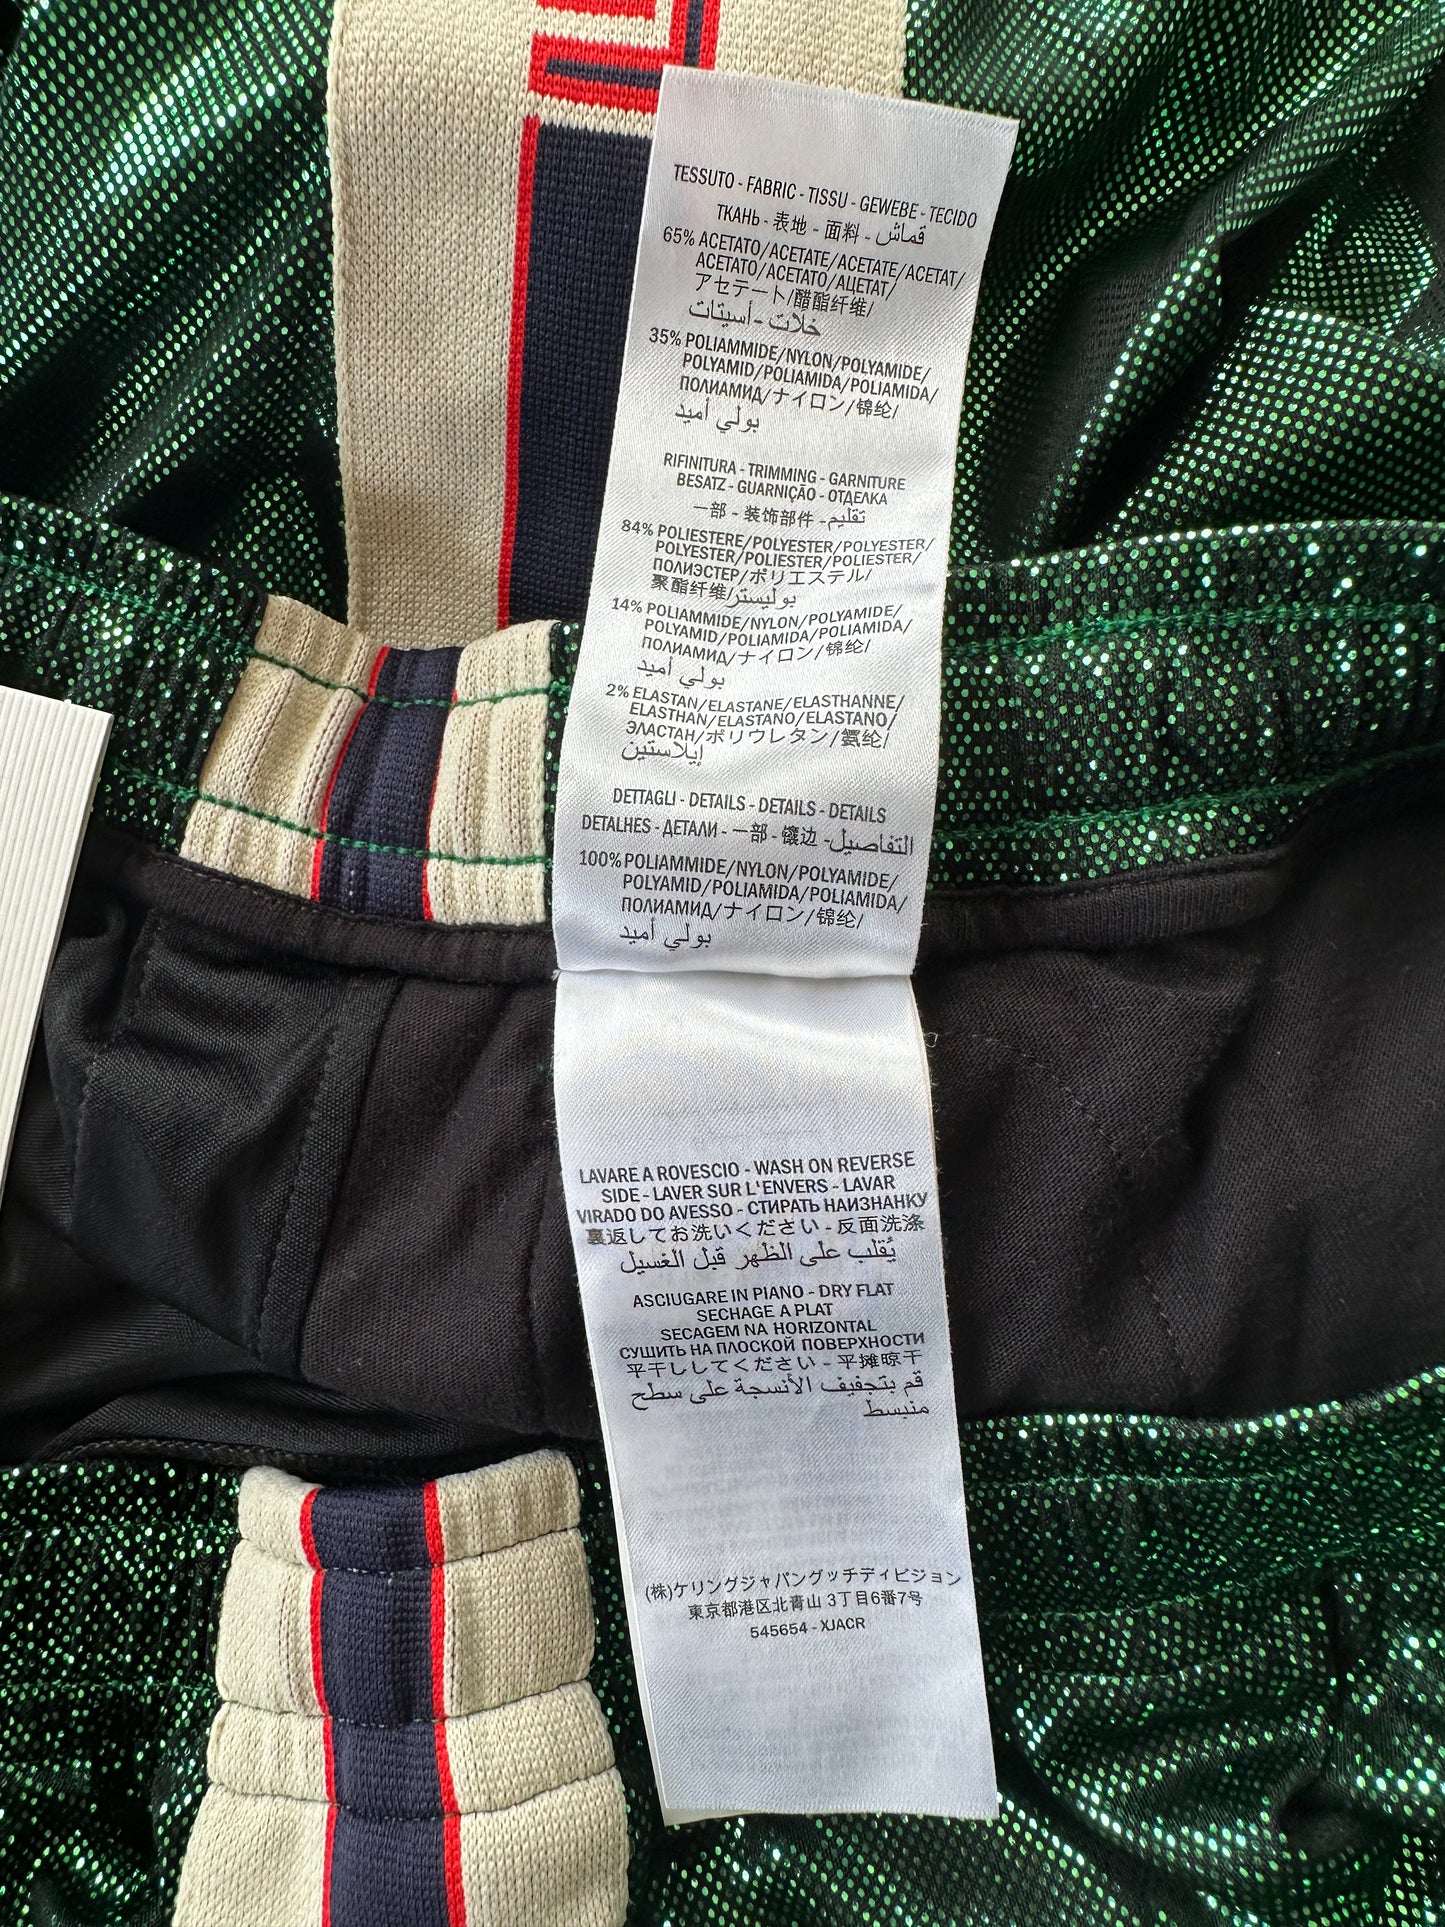 TESSUTO - FABRIC - TISSU - GEWEBE - TECIDO
ТКАНЬ - 表地 - 面料 - قماش
65% ACETATO/ACETATE/ACETATE/ACETAT/
ACETATO/ACETATO/АЦЕТАТ/
アセテート/醋酯纤维/
خلات -أسيتات
35% POLIAMMIDE/NYLON/POLYAMIDE/
POLYAMID/POLIAMIDA/POLIAMIDA/
ПОЛИАМИД/ナイロン/锦纶/
بولي أميد
RIFINITURA - TRIMMING - GARNITURE
BESATZ - GUARNIÇÃO - ОТДЕЛКА
一部 - 装饰部件 - تقليم
84% POLIESTERE/POLYESTER/POLYESTER/
POLYESTER/POLIESTER/POLIESTER/
ПОЛИЭСТЕР/ポリエステル/
聚酯纤维/بوليستر
14% POLIAMMIDE/NYLON/POLYAMIDE/
POLYAMID/POLIAMIDA/POLIAMIDA/
ПОЛИАМИД/ナイロン/锦纶/
بولي أميد
2% ELASTAN/ELASTANE/ELASTHANNE/
ELASTHAN/ELASTANO/ELASTANO/
ЭЛАСТАН/ポリウレタン/氨纶/
إيلاستين
DETTAGLI - DETAILS - DETAILS - DETAILS
DETALHES - ДЕТАЛИ - 一部 - 镶边 - التفاصيل
100% POLIAMMIDE/NYLON/POLYAMIDE/
POLYAMID/POLIAMIDA/POLIAMIDA/
ПОЛИАМИД/ナイロン/锦纶/
بولي أميد
LAVARE A ROVESCIO - WASH ON REVERSE
SIDE - LAVER SUR L'ENVERS - LAVAR
VIRADO DO AVESSO - СТИРАТЬ НАИЗНАНКУ
裏返してお洗いください - 反面洗涤
يُقلب على الظهر قبل الغسيل
ASCIUGARE IN PIANO - DRY FLAT
SECHAGE A PLAT
SECAGEM NA HORIZONTAL
СУШИТЬ НА ПЛОСКОЙ ПОВЕРХНОСТИ
平干ししてください - 平摊晾干
قم بتجفيف الأنسجة على سطح
منبسط
(株)ケリングジャパングッチディビジョン
東京都港区北青山 3丁目6番7号
545654 - XJACR